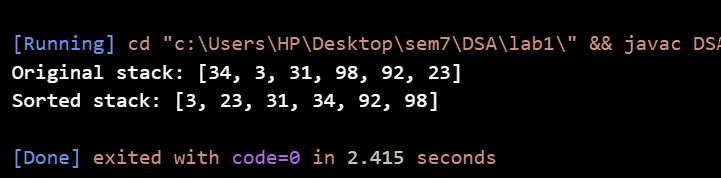 [Running] cd "c:\Users\HP\Desktop\sem7\DSA\lab1\" && javac DSA
Original stack: [34, 3, 31, 98, 92, 23]
Sorted stack: [3, 23, 31, 34, 92, 98]
[Done] exited with code=0 in 2.415 seconds